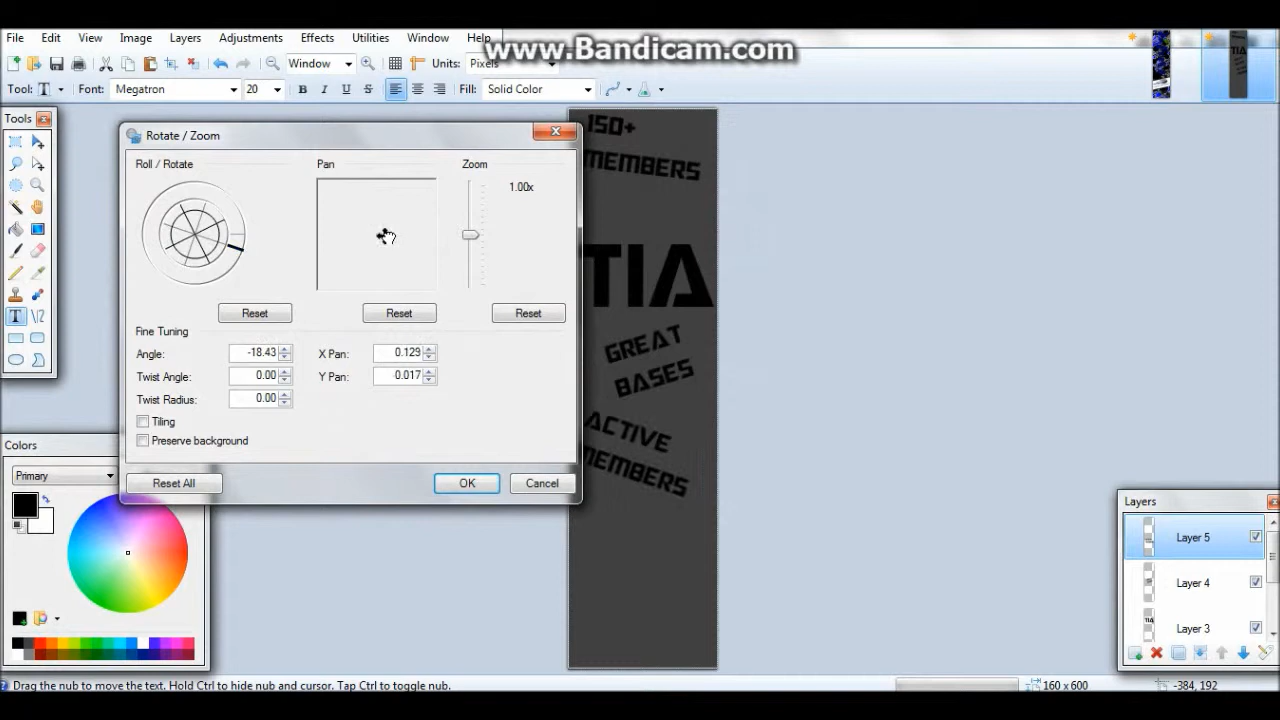 www.Bandicam.com
File Edit View Image Layers Adjustments Effects Utilities Window Help
Window Units: Pixels
Tool: T Font: Megatron 20 B I U S Fill: Solid Color
Tools
Rotate / Zoom
Roll / Rotate Pan Zoom
1.00x
Reset Reset Reset
Fine Tuning
Angle: -18.43 X Pan: 0.129
Twist Angle: 0.00 Y Pan: 0.017
Twist Radius: 0.00
Tiling
Preserve background
Reset All OK Cancel
150+
MEMBERS
TIA
GREAT
BASES
ACTIVE
MEMBERS
Colors
Primary
Layers
Layer 5
Layer 4
Layer 3
TIA
Drag the nub to move the text. Hold Ctrl to hide nub and cursor. Tap Ctrl to toggle nub.
160 x 600 -384, 192